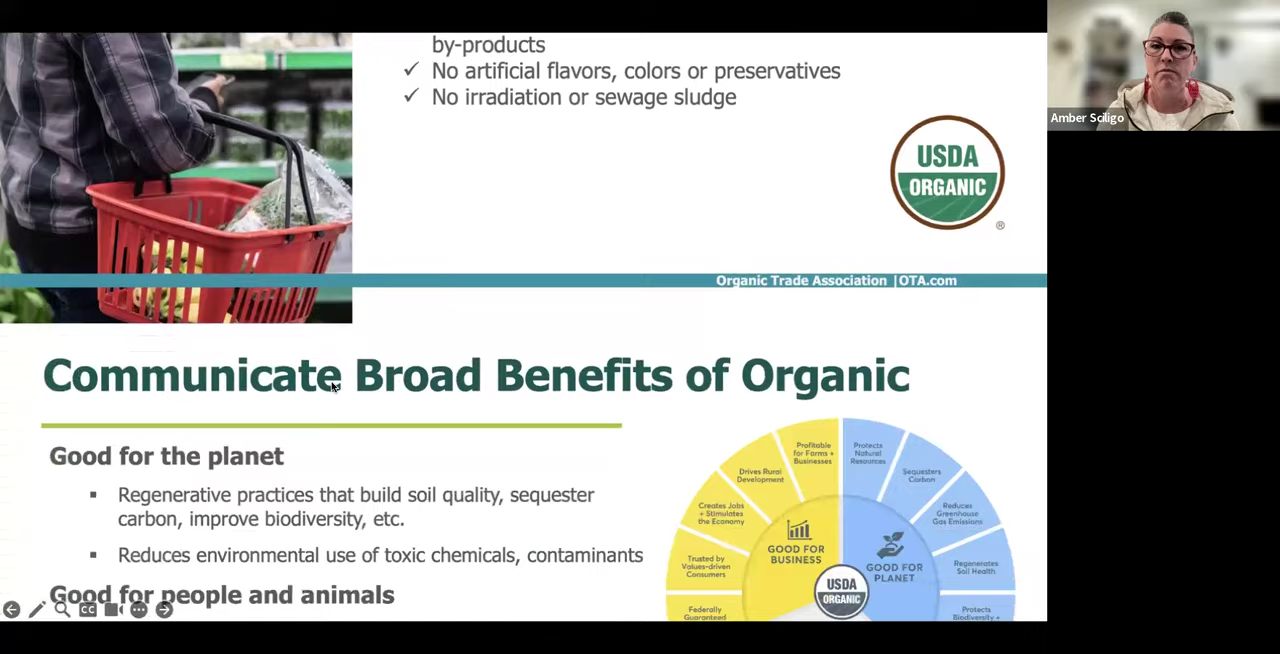 by-products
✓ No artificial flavors, colors or preservatives
✓ No irradiation or sewage sludge
USDA
ORGANIC
®
Organic Trade Association |OTA.com
Amber Sciligo
Communicate Broad Benefits of Organic
Good for the planet
▪ Regenerative practices that build soil quality, sequester
carbon, improve biodiversity, etc.
▪ Reduces environmental use of toxic chemicals, contaminants
Good for people and animals
Profitable
for Farms +
Businesses
Drives Rural
Development
Creates Jobs
+ Stimulates
the Economy
Trusted by
Values-driven
Consumers
Federally
Guaranteed
GOOD FOR
BUSINESS
Protects
Natural
Resources
Sequesters
Carbon
Reduces
Greenhouse
Gas Emissions
Regenerates
Soil Health
Protects
Biodiversity +
GOOD FOR
PLANET
USDA
ORGANIC
CC